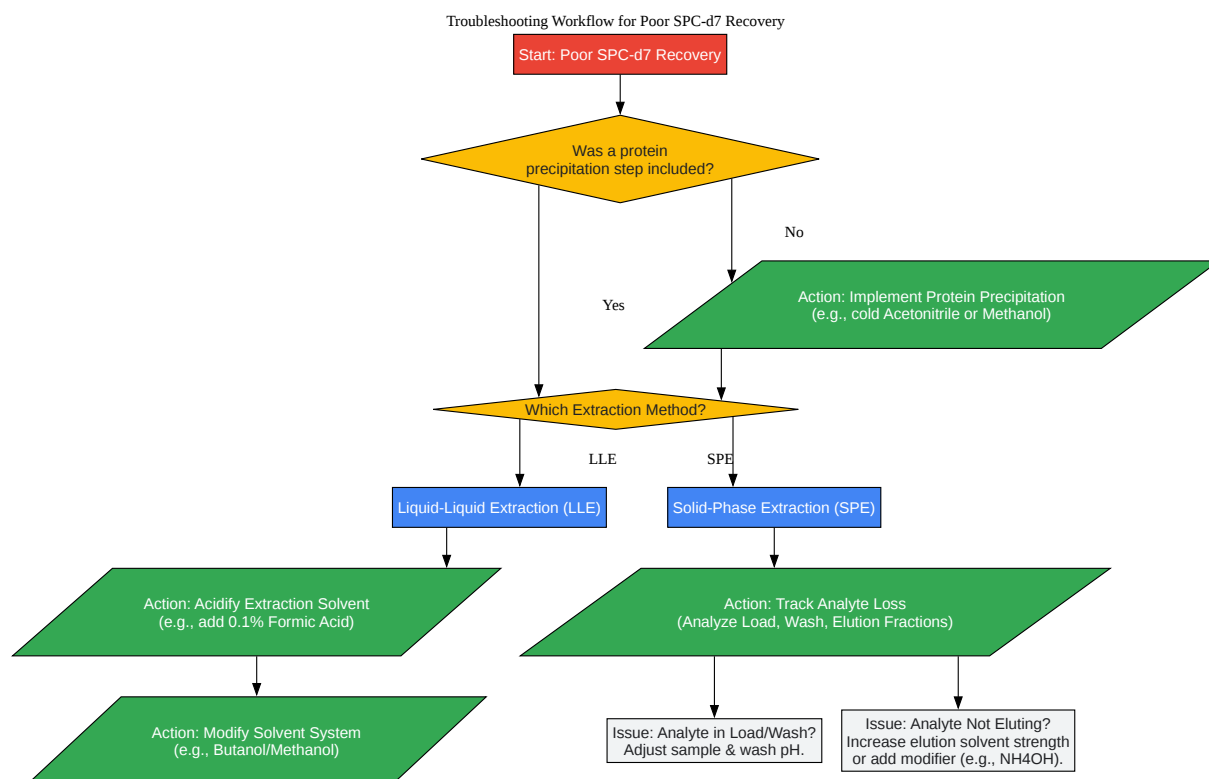 Troubleshooting Workflow for Poor SPC-d7 Recovery
Start: Poor SPC-d7 Recovery
Was a protein
precipitation step included?
No
Action: Implement Protein Precipitation
(e.g., cold Acetonitrile or Methanol)
Yes
Which Extraction Method?
LLE
SPE
Liquid-Liquid Extraction (LLE)
Solid-Phase Extraction (SPE)
Action: Acidify Extraction Solvent
(e.g., add 0.1% Formic Acid)
Action: Track Analyte Loss
(Analyze Load, Wash, Elution Fractions)
Action: Modify Solvent System
(e.g., Butanol/Methanol)
Issue: Analyte in Load/Wash?
Adjust sample & wash pH.
Issue: Analyte Not Eluting?
Increase elution solvent strength
or add modifier (e.g., NH4OH).